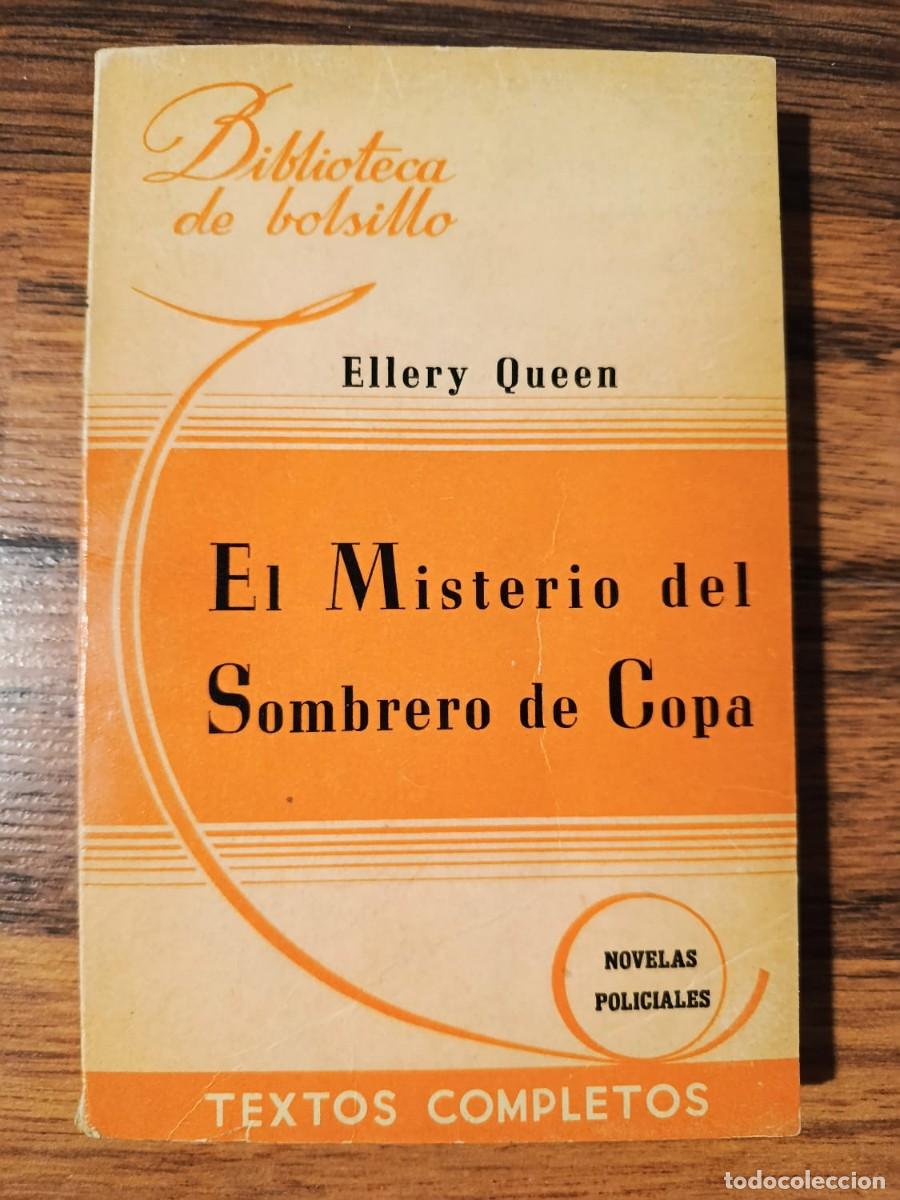 Biblioteca
de bolsillo
Ellery Queen
El Misterio del
Sombrero de Copa
NOVELAS
POLICIALES
TEXTOS COMPLETOS
todocoleccion